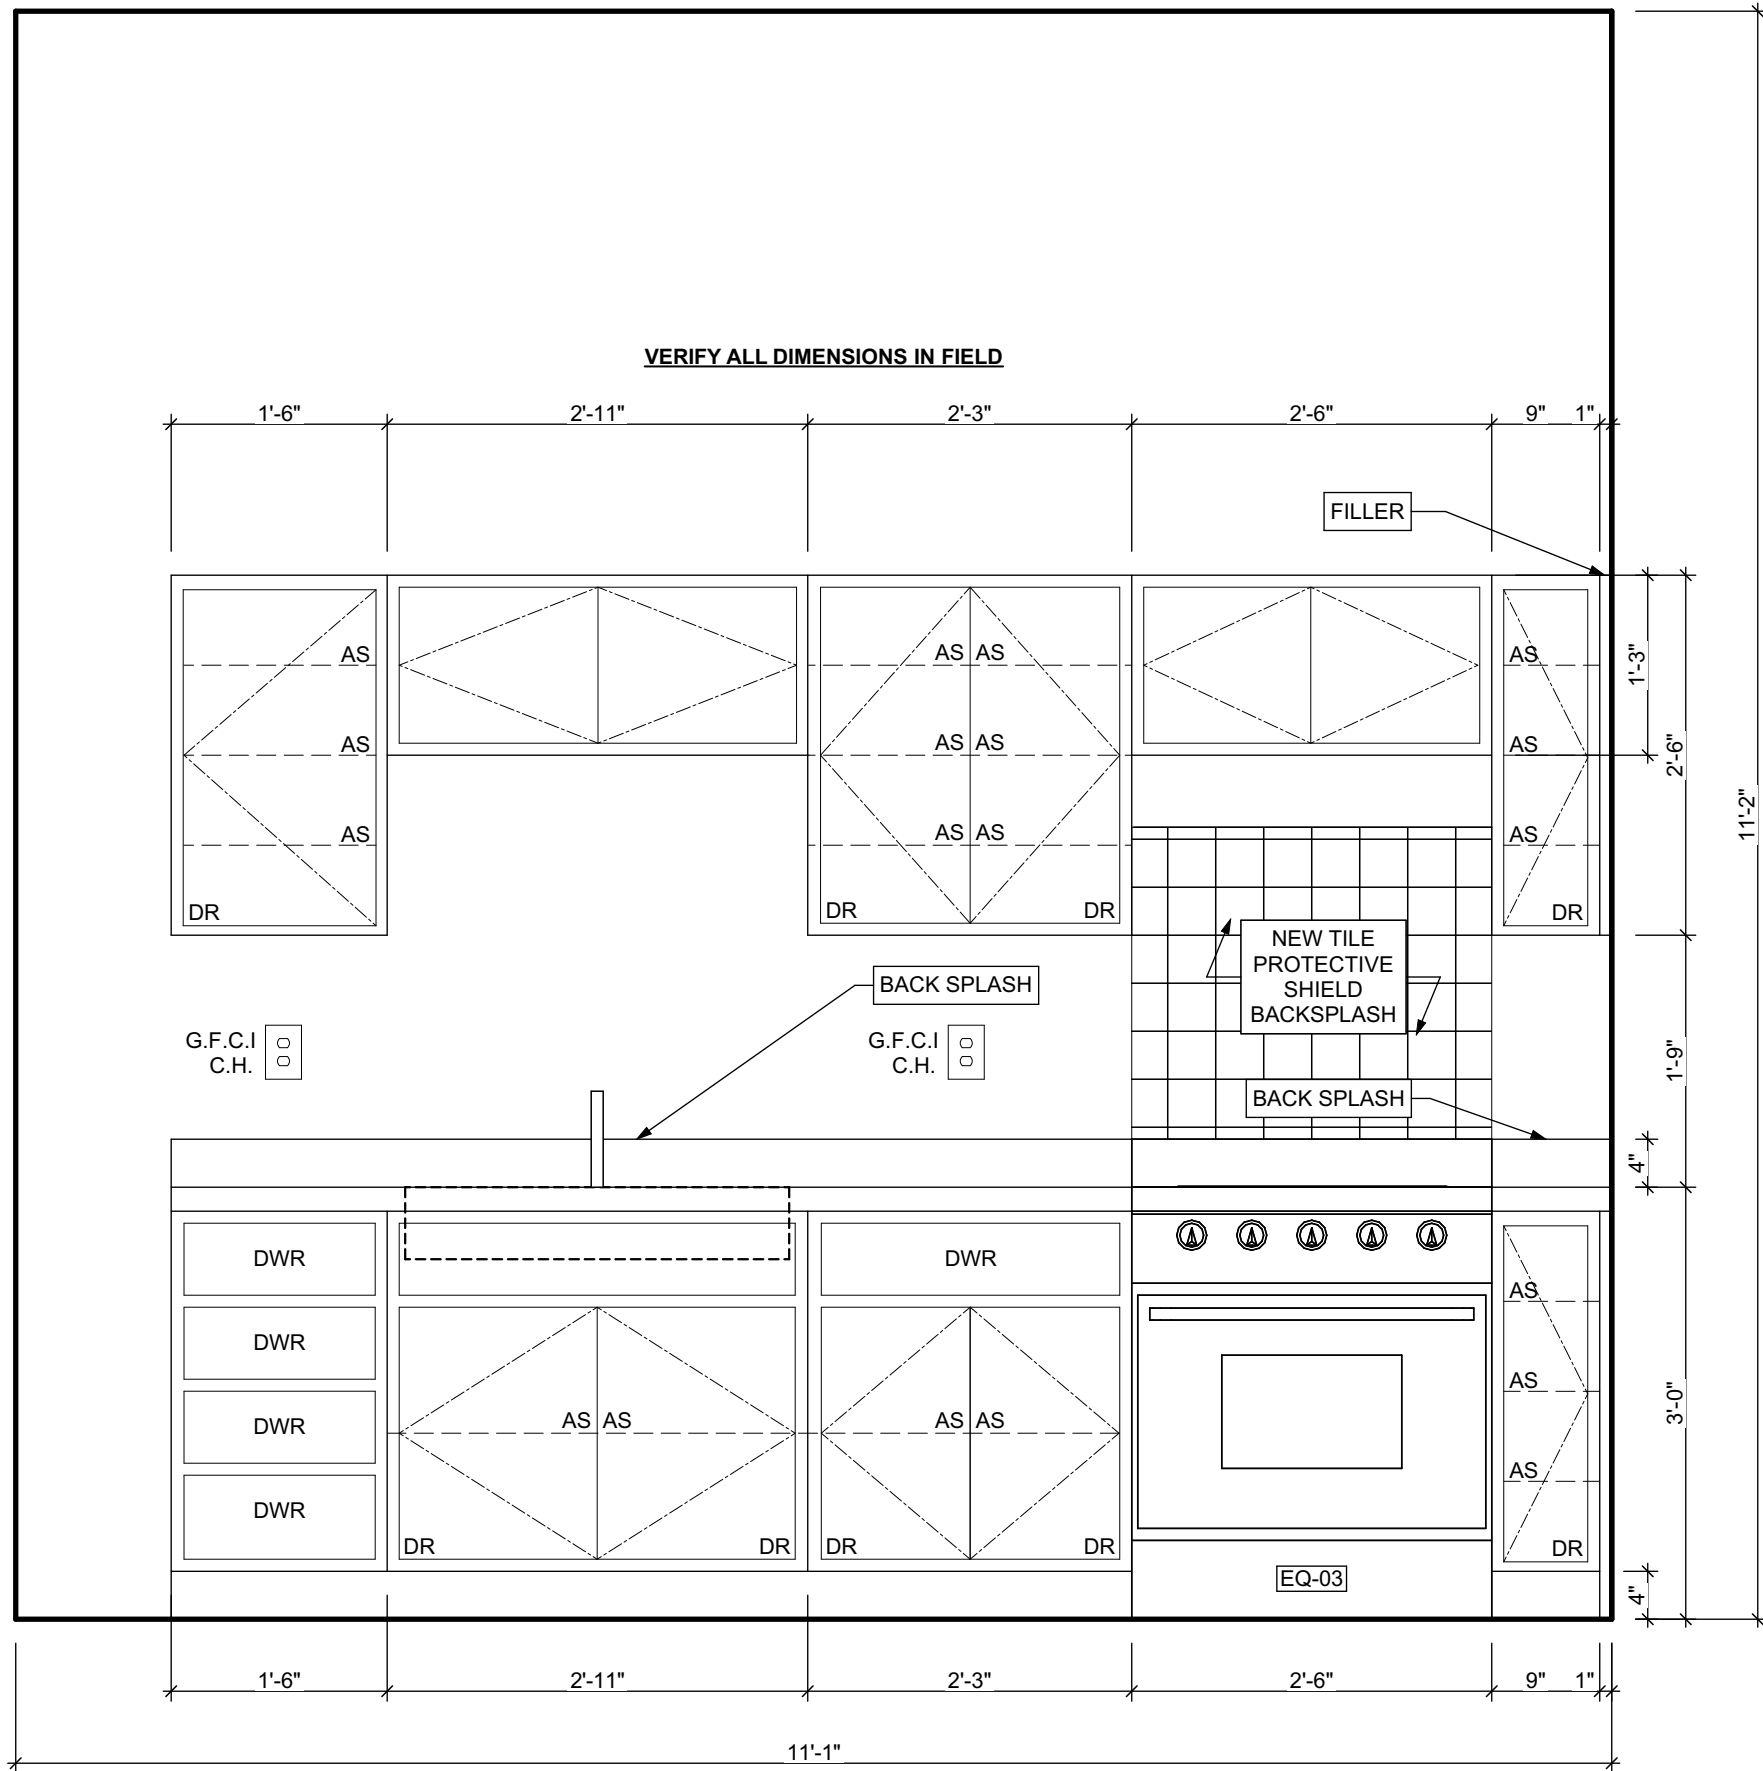 VERIFY ALL DIMENSIONS IN FIELD
1'-6" 2'-11" 2'-3" 2'-6" 9" 1"
FILLER
AS
AS AS
AS
1'-3"
AS
AS AS
AS
2'-6"
11'-2"
AS
AS AS
AS
DR
DR DR
DR
NEW TILE
PROTECTIVE
SHIELD
BACKSPLASH
BACK SPLASH
G.F.C.I
C.H.
G.F.C.I
C.H.
1'-9"
BACK SPLASH
4"
DWR
DWR
AS
DWR
AS
3'-0"
DWR
AS AS
AS AS
AS
DWR
DR DR
DR DR
DR
EQ-03
4"
1'-6" 2'-11" 2'-3" 2'-6" 9" 1"
11'-1"